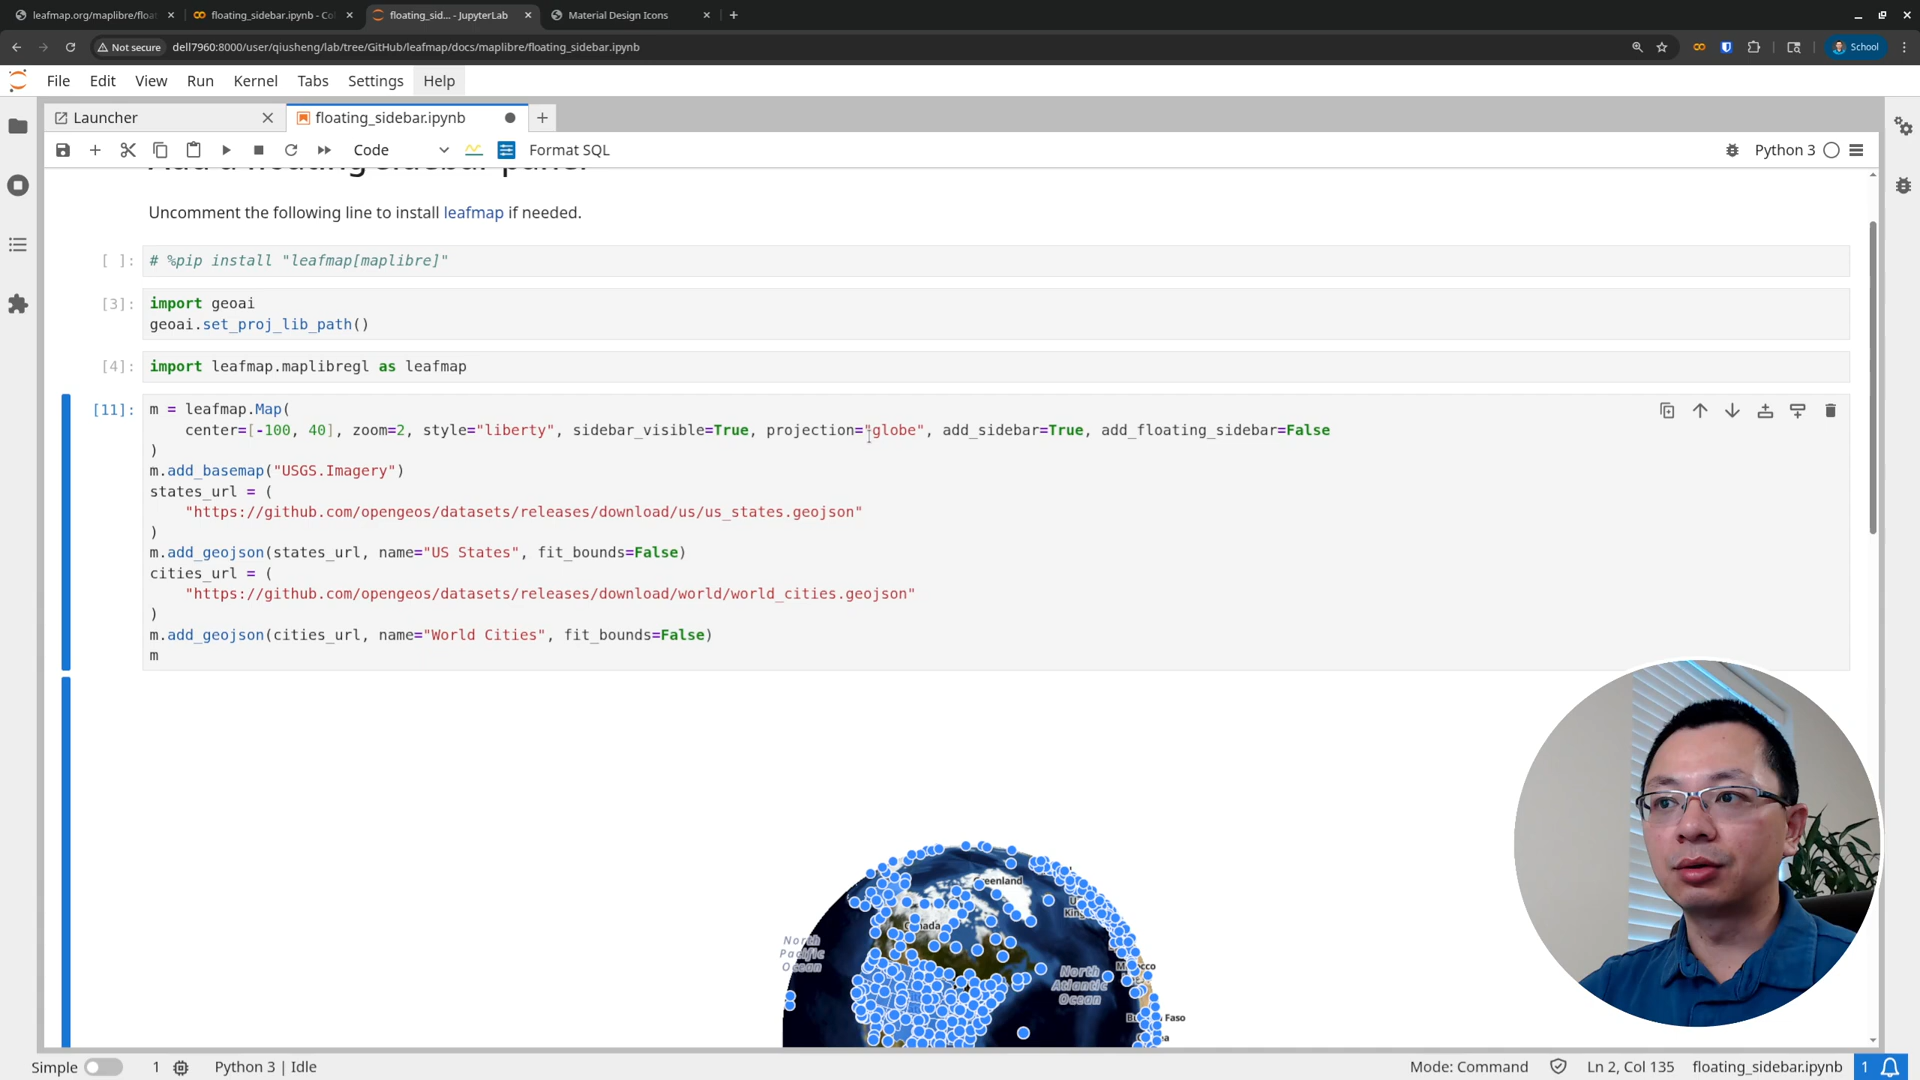 leafmap.org/maplibre/float
floating_sidebar.ipynb - Co
floating_sid... - JupyterLab
Material Design Icons
Not secure
dell7960:8000/user/qiusheng/lab/tree/GitHub/leafmap/docs/maplibre/floating_sidebar.ipynb
School
File Edit View Run Kernel Tabs Settings Help
Launcher
floating_sidebar.ipynb
Code
Format SQL
Python 3
Add a floating sidebar panel
Uncomment the following line to install leafmap if needed.
[ ]: # %pip install "leafmap[maplibre]"
[3]: import geoai
geoai.set_proj_lib_path()
[4]: import leafmap.maplibregl as leafmap
[11]: m = leafmap.Map(
center=[-100, 40], zoom=2, style="liberty", sidebar_visible=True, projection="globe", add_sidebar=True, add_floating_sidebar=False
)
m.add_basemap("USGS.Imagery")
states_url = (
"https://github.com/opengeos/datasets/releases/download/us/us_states.geojson"
)
m.add_geojson(states_url, name="US States", fit_bounds=False)
cities_url = (
"https://github.com/opengeos/datasets/releases/download/world/world_cities.geojson"
)
m.add_geojson(cities_url, name="World Cities", fit_bounds=False)
m
Greenland
North
Pacific
Ocean
North
Atlantic
Ocean
Faso
Simple
1
Python 3 | Idle
Mode: Command
Ln 2, Col 135
floating_sidebar.ipynb
1